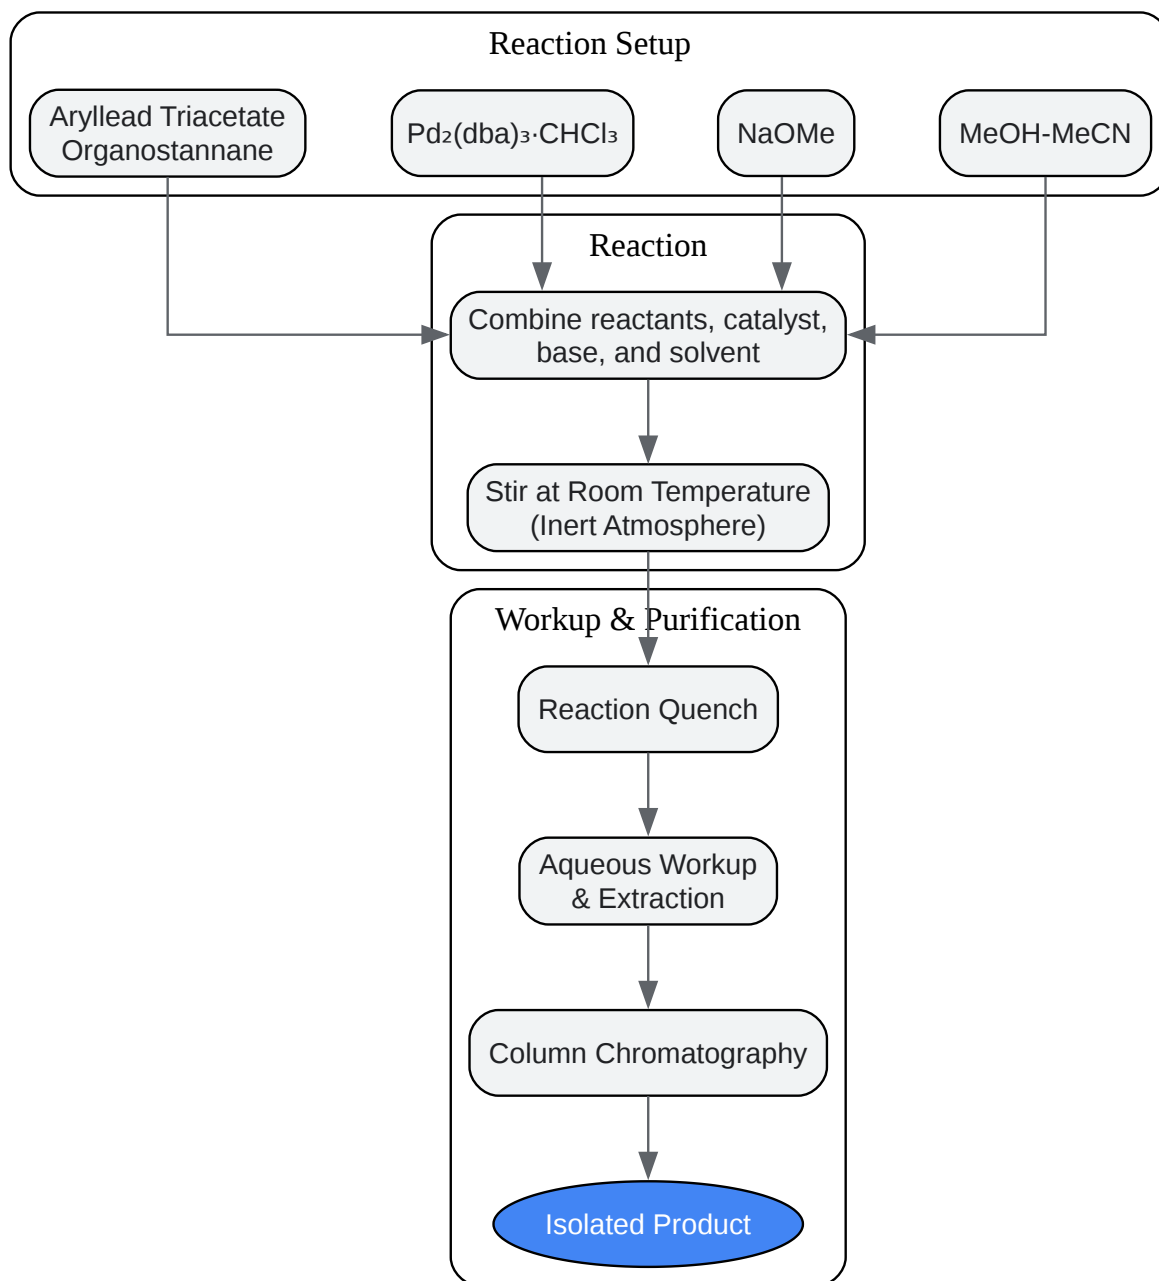 Reaction Setup
Aryllead Triacetate
Organostannane
Pd₂(dba)₃·CHCl₃
NaOMe
MeOH-MeCN
Reaction
Combine reactants, catalyst,
base, and solvent
Stir at Room Temperature
(Inert Atmosphere)
Workup & Purification
Reaction Quench
Aqueous Workup
& Extraction
Column Chromatography
Isolated Product